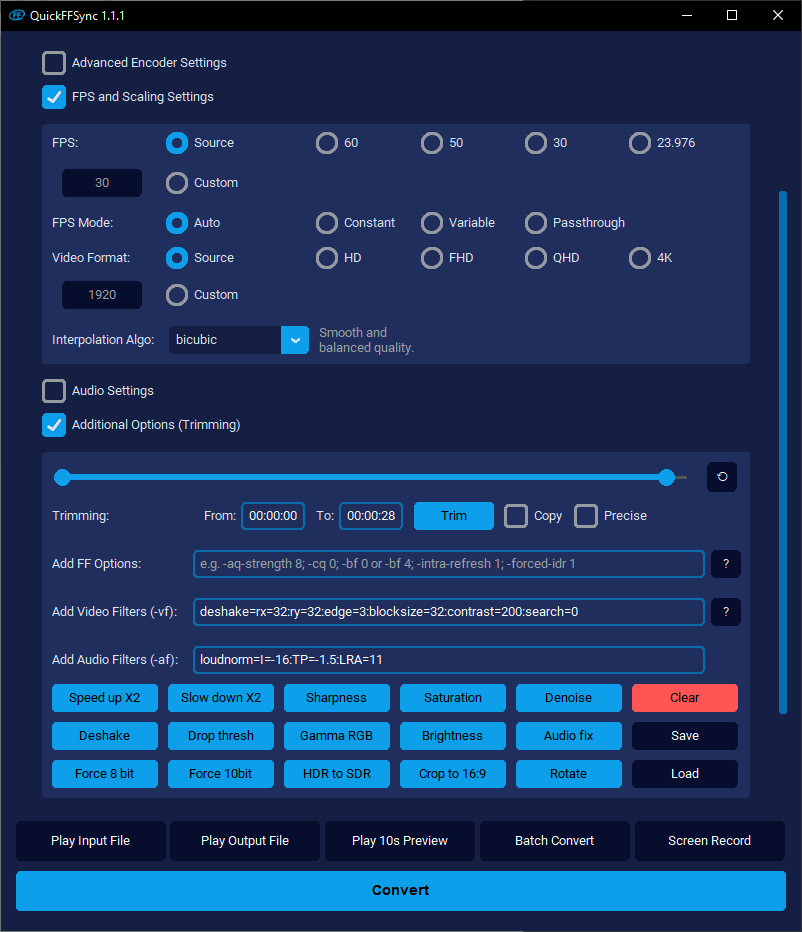 QuickFFSync 1.1.1
Advanced Encoder Settings
FPS and Scaling Settings
FPS: Source 60 50 30 23.976
30 Custom
FPS Mode: Auto Constant Variable Passthrough
Video Format: Source HD FHD QHD 4K
1920 Custom
Interpolation Algo: bicubic Smooth and
balanced quality.
Audio Settings
Additional Options (Trimming)
Trimming: From: 00:00:00 To: 00:00:28 Trim Copy Precise
Add FF Options: e.g. -aq-strength 8; -cq 0; -bf 0 or -bf 4; -intra-refresh 1; -forced-idr 1 ?
Add Video Filters (-vf): deshake=rx=32:ry=32:edge=3:blocksize=32:contrast=200:search=0 ?
Add Audio Filters (-af): loudnorm=I=-16:TP=-1.5:LRA=11
Speed up X2 Slow down X2 Sharpness Saturation Denoise Clear
Deshake Drop thresh Gamma RGB Brightness Audio fix Save
Force 8 bit Force 10bit HDR to SDR Crop to 16:9 Rotate Load
Play Input File Play Output File Play 10s Preview Batch Convert Screen Record
Convert